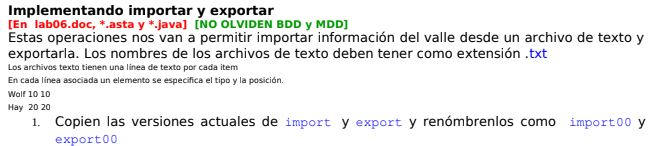 Implementando importar y exportar
[En lab06.doc, *.asta y *.java] [NO OLVIDEN BDD y MDD]
Estas operaciones nos van a permitir importar información del valle desde un archivo de texto y
exportarla. Los nombres de los archivos de texto deben tener como extensión .txt
Los archivos texto tienen una línea de texto por cada item
En cada línea asociada un elemento se especifica el tipo y la posición.
Wolf 10 10
Hay 20 20
1. Copien las versiones actuales de import y export y renómbrenlos como import00 y
export00